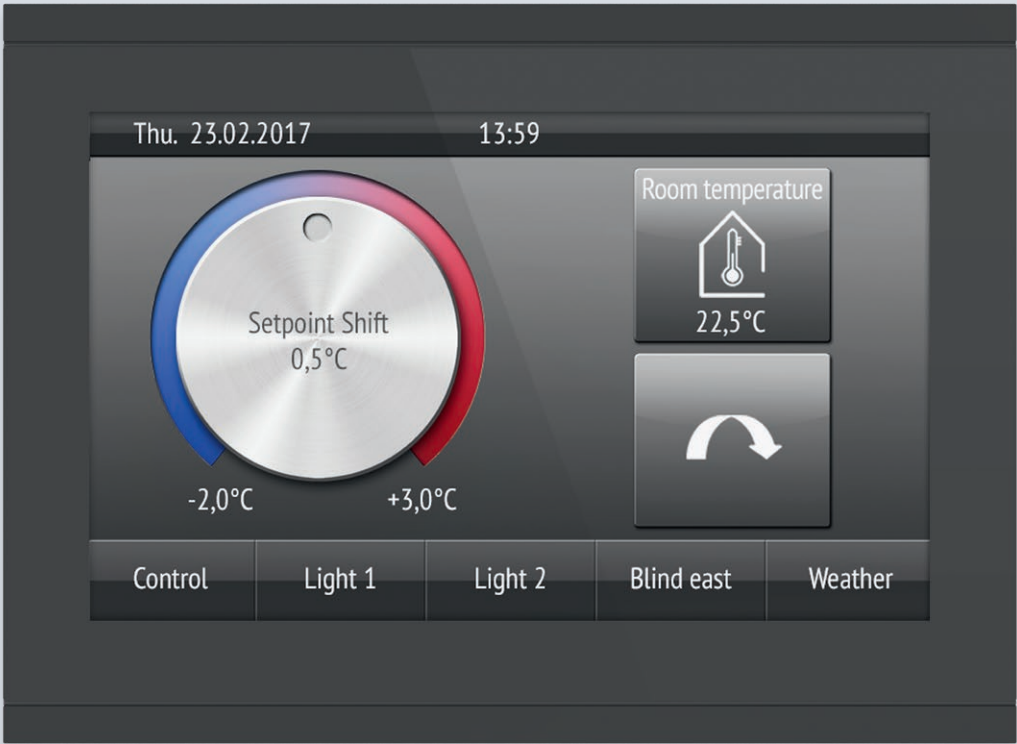 Thu. 23.02.2017 13:59
Room temperature
22,5°C
Setpoint Shift
0,5°C
-2,0°C +3,0°C
Control Light 1 Light 2 Blind east Weather